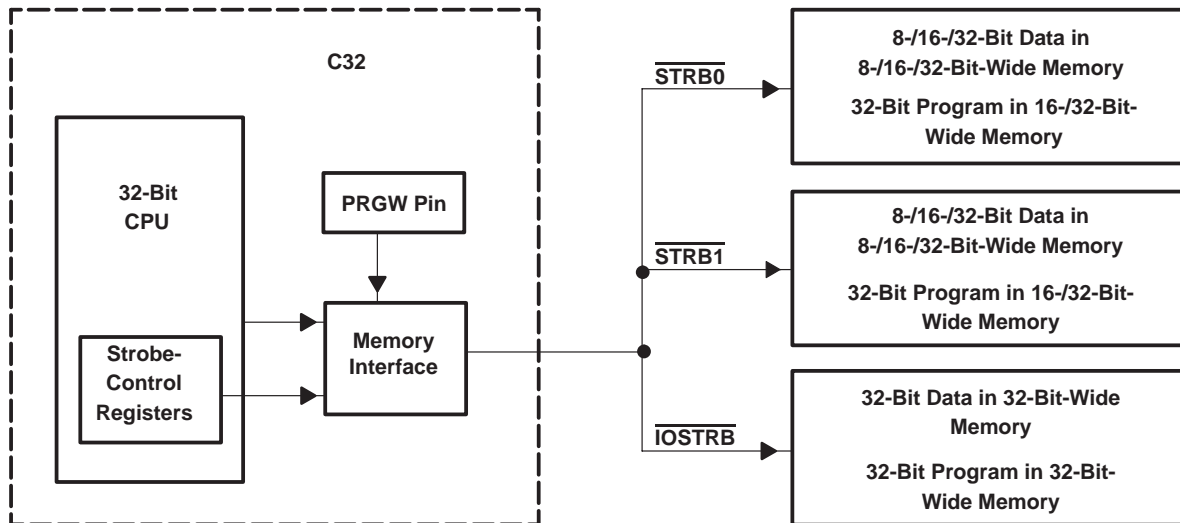 C32
32-Bit
CPU
PRGW Pin
Strobe-
Control
Registers
Memory
Interface
STRB0
8-/16-/32-Bit Data in
8-/16-/32-Bit-Wide Memory
32-Bit Program in 16-/32-Bit-
Wide Memory
STRB1
8-/16-/32-Bit Data in
8-/16-/32-Bit-Wide Memory
32-Bit Program in 16-/32-Bit-
Wide Memory
IOSTRB
32-Bit Data in 32-Bit-Wide
Memory
32-Bit Program in 32-Bit-
Wide Memory